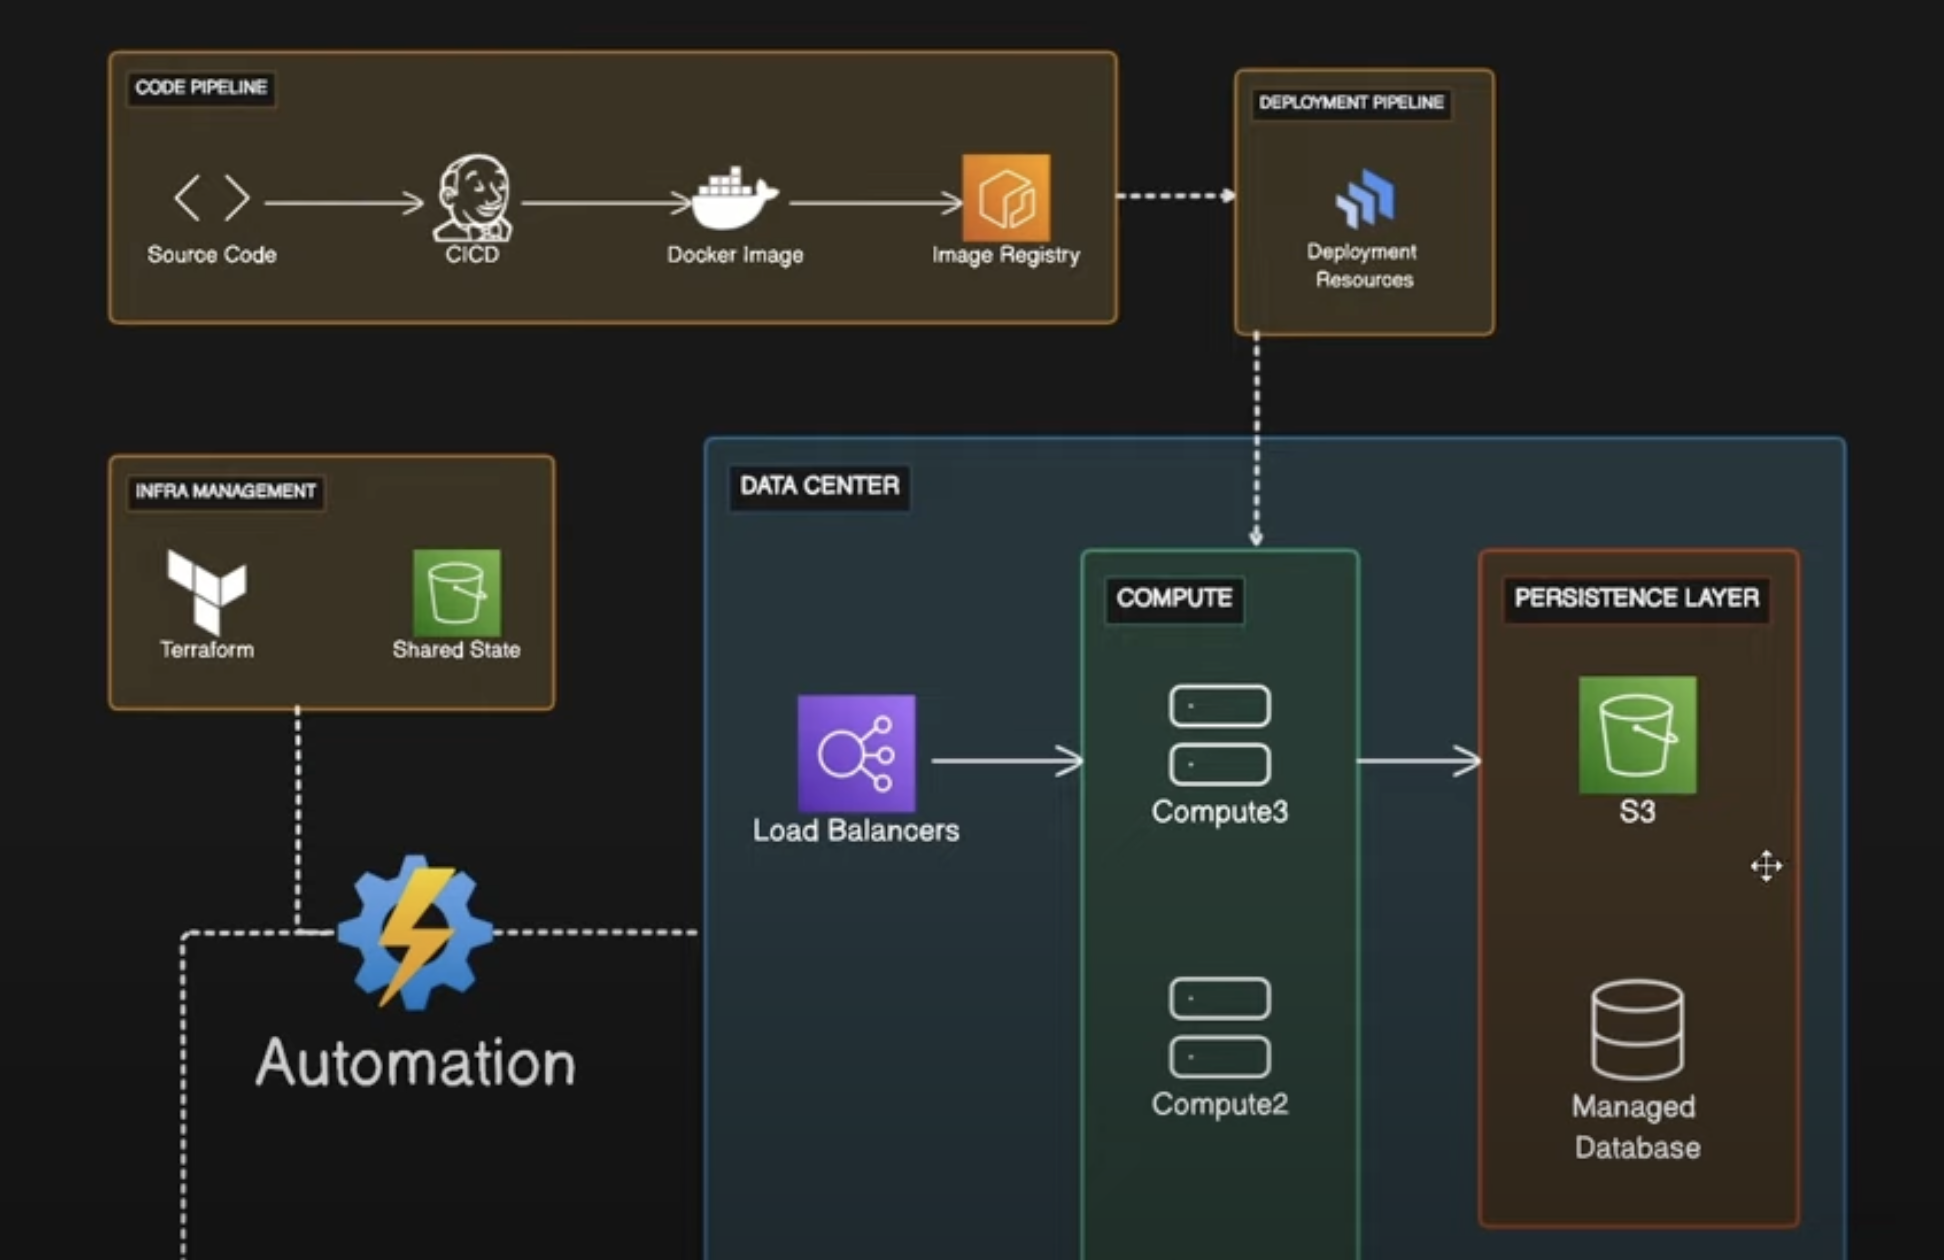 CODE PIPELINE
Source Code
CICD
Docker Image
Image Registry
DEPLOYMENT PIPELINE
Deployment
Resources
INFRA MANAGEMENT
Terraform
Shared State
Automation
DATA CENTER
Load Balancers
COMPUTE
Compute3
Compute2
PERSISTENCE LAYER
S3
Managed
Database